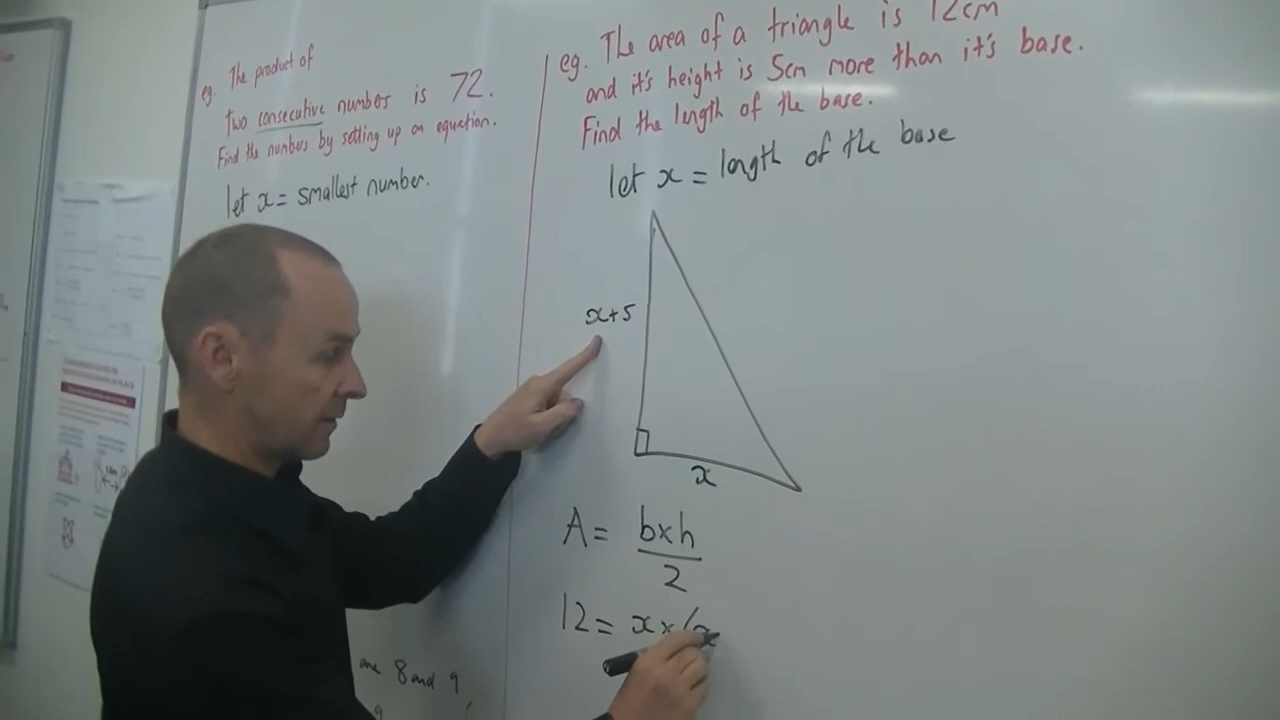 eg. The product of
two consecutive numbers is 72.
Find the numbers by setting up an equation.
let x = smallest number.
are 8 and 9
9
eg. The area of a triangle is 12cm
and it's height is 5cm more than it's base.
Find the length of the base.
let x = length of the base
x+5
x
A = b×h
2
12 = x×(x